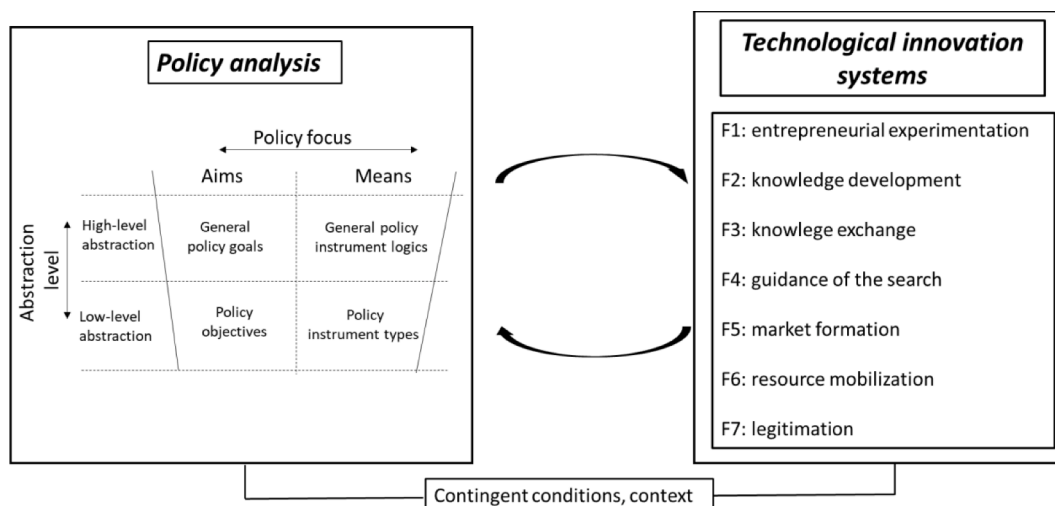 Policy analysis
Policy focus
Aims
Means
Abstraction
level
High-level
abstraction
General
policy goals
General policy
instrument logics
Low-level
abstraction
Policy
objectives
Policy
instrument types
Technological innovation
systems
F1: entrepreneurial experimentation
F2: knowledge development
F3: knowlege exchange
F4: guidance of the search
F5: market formation
F6: resource mobilization
F7: legitimation
Contingent conditions, context